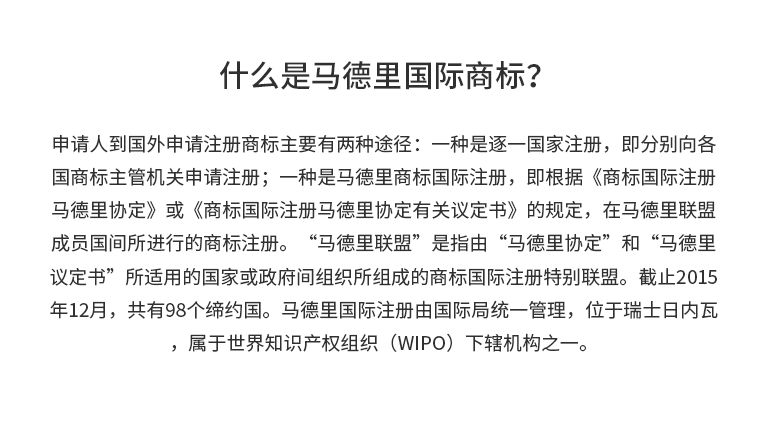 什么是马德里国际商标？
申请人到国外申请注册商标主要有两种途径：一种是逐一国家注册，即分别向各
国商标主管机关申请注册；一种是马德里商标国际注册，即根据《商标国际注册
马德里协定》或《商标国际注册马德里协定有关议定书》的规定，在马德里联盟
成员国间所进行的商标注册。“马德里联盟”是指由“马德里协定”和“马德里
议定书”所适用的国家或政府间组织所组成的商标国际注册特别联盟。截止2015
年12月，共有98个缔约国。马德里国际注册由国际局统一管理，位于瑞士日内瓦
，属于世界知识产权组织（WIPO）下辖机构之一。